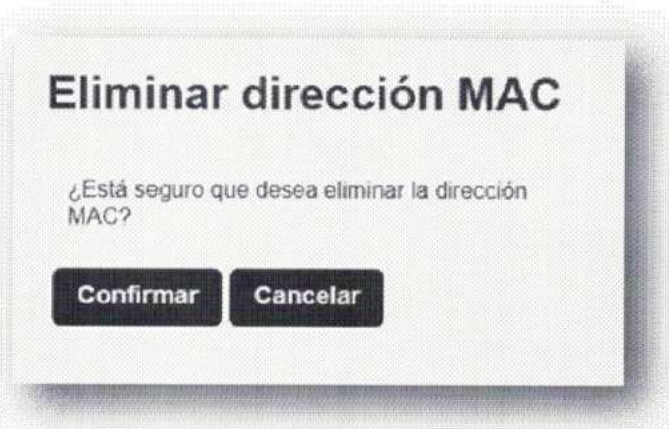 Eliminar dirección MAC
¿Está seguro que desea eliminar la dirección
MAC?
Confirmar Cancelar